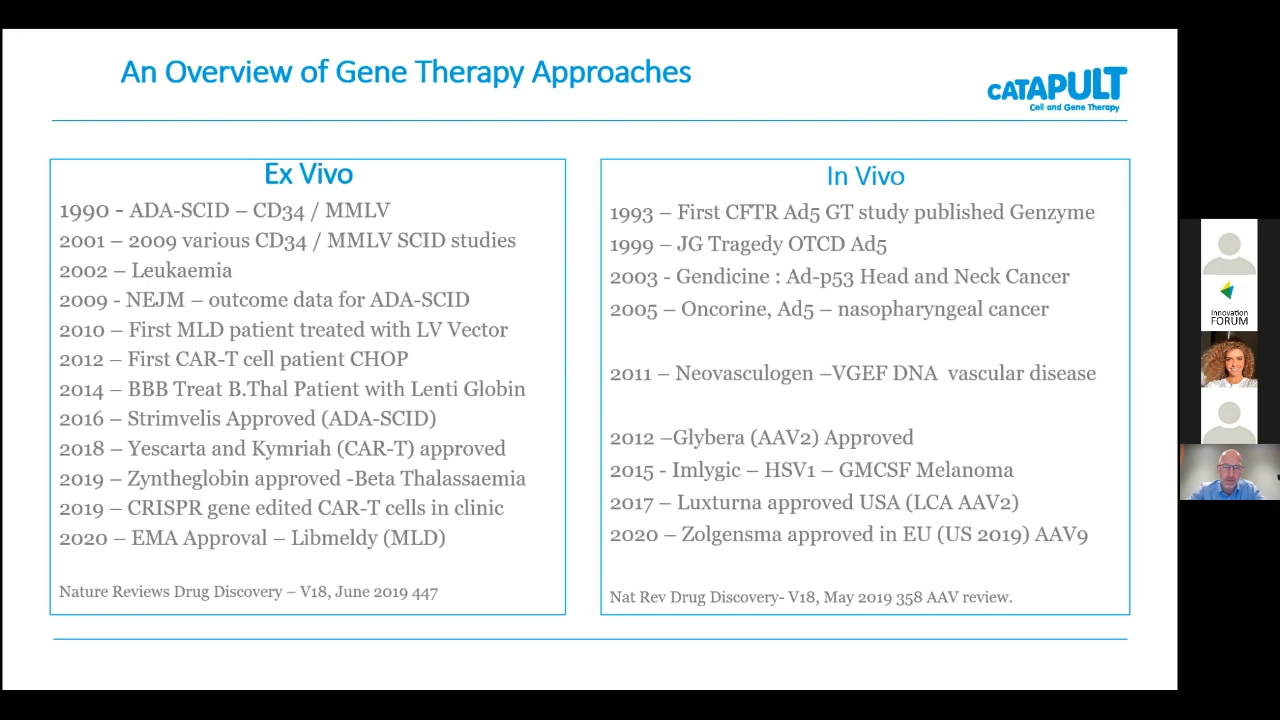 An Overview of Gene Therapy Approaches
CATAPULT
Cell and Gene Therapy
Ex Vivo
1990 - ADA-SCID – CD34 / MMLV
2001 – 2009 various CD34 / MMLV SCID studies
2002 – Leukaemia
2009 - NEJM – outcome data for ADA-SCID
2010 – First MLD patient treated with LV Vector
2012 – First CAR-T cell patient CHOP
2014 – BBB Treat B.Thal Patient with Lenti Globin
2016 – Strimvelis Approved (ADA-SCID)
2018 – Yescarta and Kymriah (CAR-T) approved
2019 – Zyntheglobin approved -Beta Thalassaemia
2019 – CRISPR gene edited CAR-T cells in clinic
2020 – EMA Approval – Libmeldy (MLD)
Nature Reviews Drug Discovery – V18, June 2019 447
In Vivo
1993 – First CFTR Ad5 GT study published Genzyme
1999 – JG Tragedy OTCD Ad5
2003 - Gendicine : Ad-p53 Head and Neck Cancer
2005 – Oncorine, Ad5 – nasopharyngeal cancer
2011 – Neovasculogen –VGEF DNA vascular disease
2012 –Glybera (AAV2) Approved
2015 - Imlygic – HSV1 – GMCSF Melanoma
2017 – Luxturna approved USA (LCA AAV2)
2020 – Zolgensma approved in EU (US 2019) AAV9
Nat Rev Drug Discovery- V18, May 2019 358 AAV review.
Innovation
FORUM